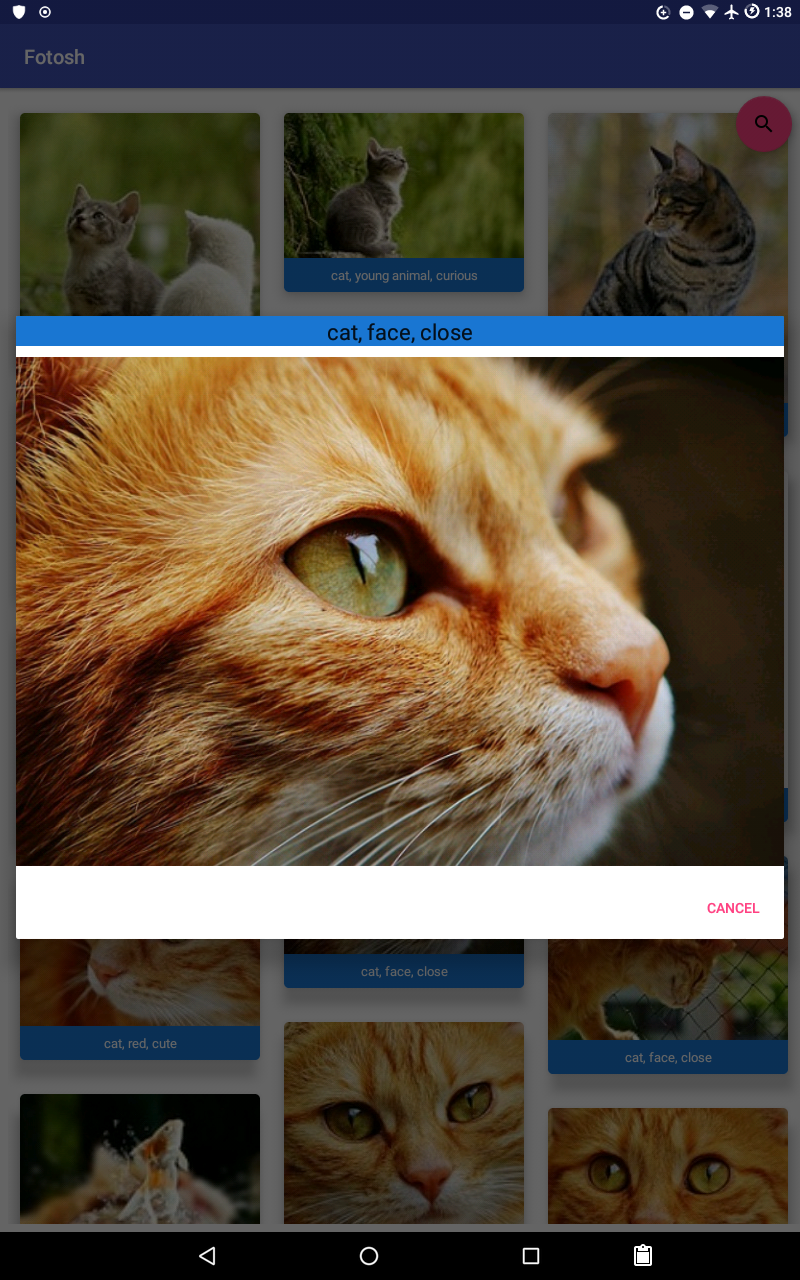 1:38
Fotosh
cat, young animal, curious
cat, face, close
CANCEL
cat, face, close
cat, red, cute
cat, face, close